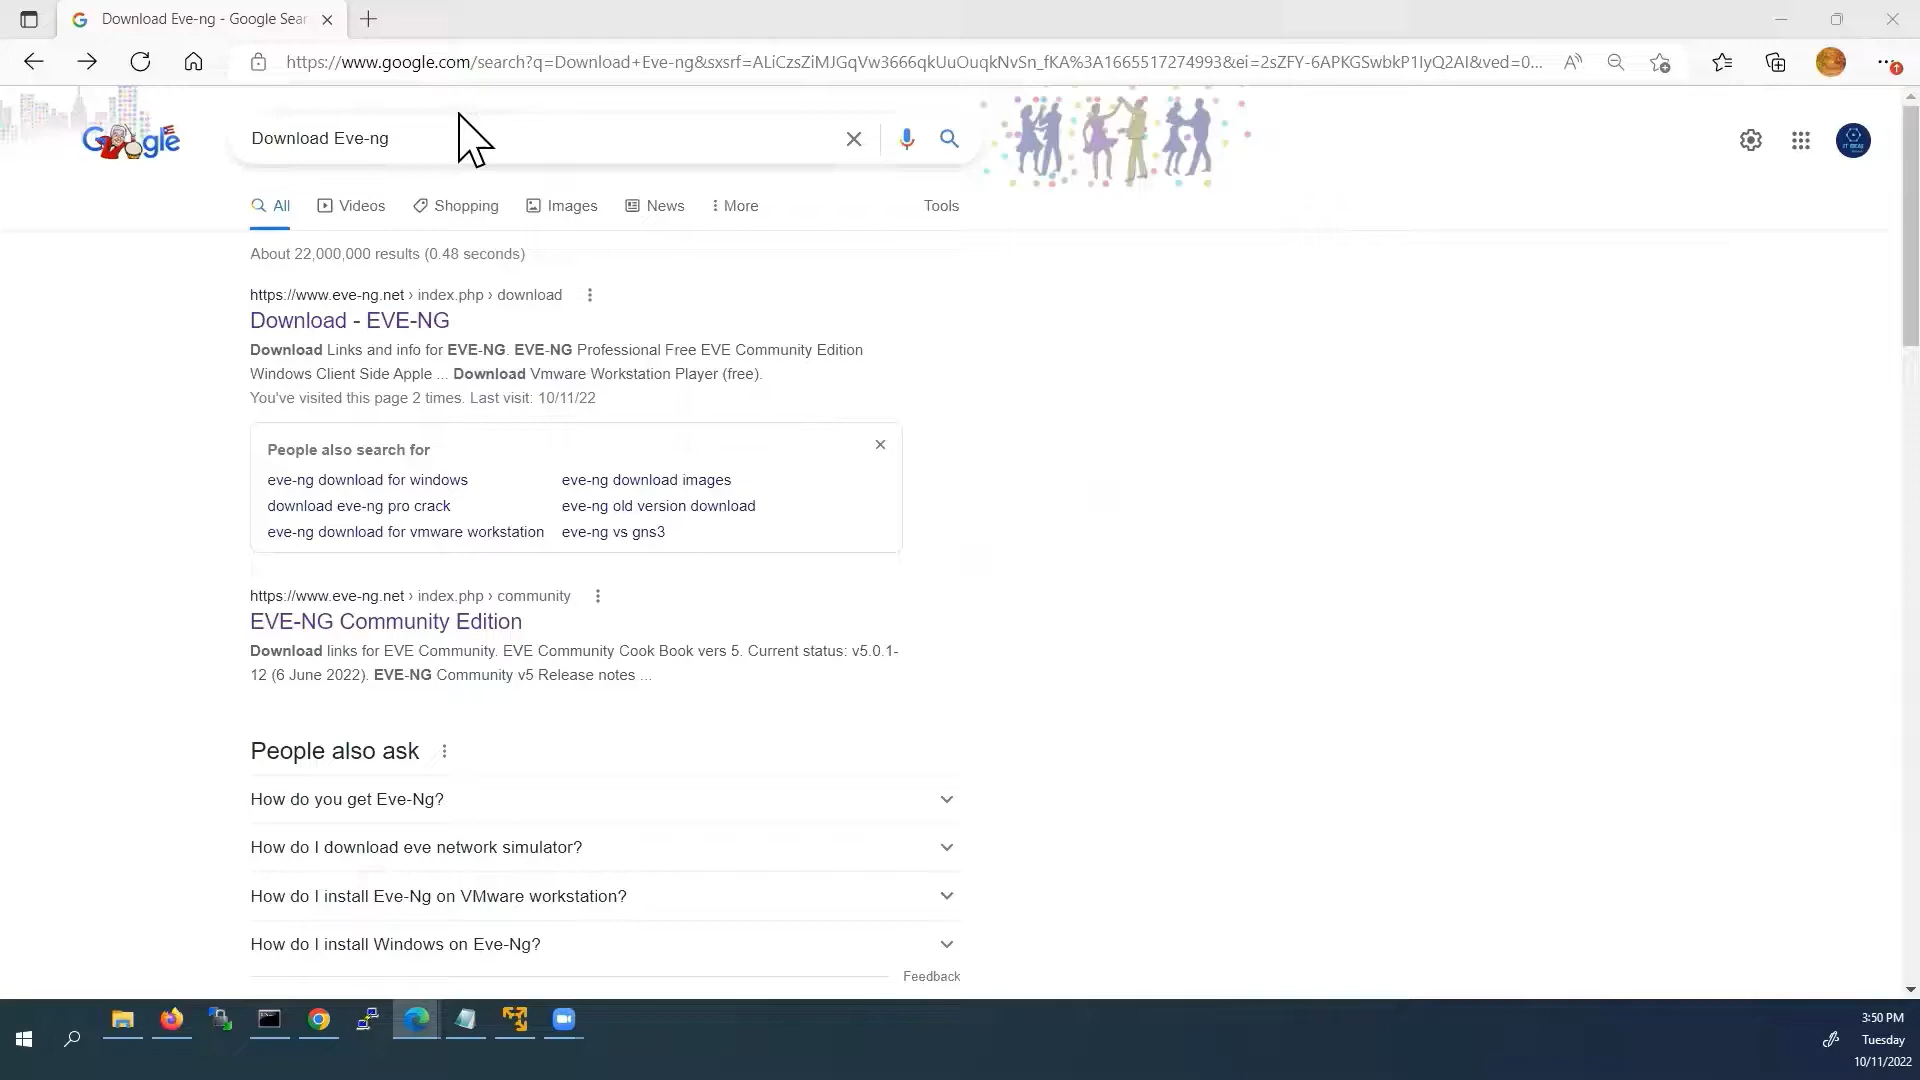 Download Eve-ng - Google Sear
https://www.google.com/search?q=Download+Eve-ng&sxsrf=ALiCzsZiMJGqVw3666qkUuOuqkNvSn_fKA%3A1665517274993&ei=2sZFY-6APKGSwbkP1IyQ2AI&ved=0...
Google
Download Eve-ng
All Videos Shopping Images News More Tools
About 22,000,000 results (0.48 seconds)
https://www.eve-ng.net › index.php › download
Download - EVE-NG
Download Links and info for EVE-NG. EVE-NG Professional Free EVE Community Edition
Windows Client Side Apple ... Download Vmware Workstation Player (free).
You've visited this page 2 times. Last visit: 10/11/22
People also search for
eve-ng download for windows eve-ng download images
download eve-ng pro crack eve-ng old version download
eve-ng download for vmware workstation eve-ng vs gns3
https://www.eve-ng.net › index.php › community
EVE-NG Community Edition
Download links for EVE Community. EVE Community Cook Book vers 5. Current status: v5.0.1-
12 (6 June 2022). EVE-NG Community v5 Release notes ...
People also ask
How do you get Eve-Ng?
How do I download eve network simulator?
How do I install Eve-Ng on VMware workstation?
How do I install Windows on Eve-Ng?
Feedback
3:50 PM
Tuesday
10/11/2022